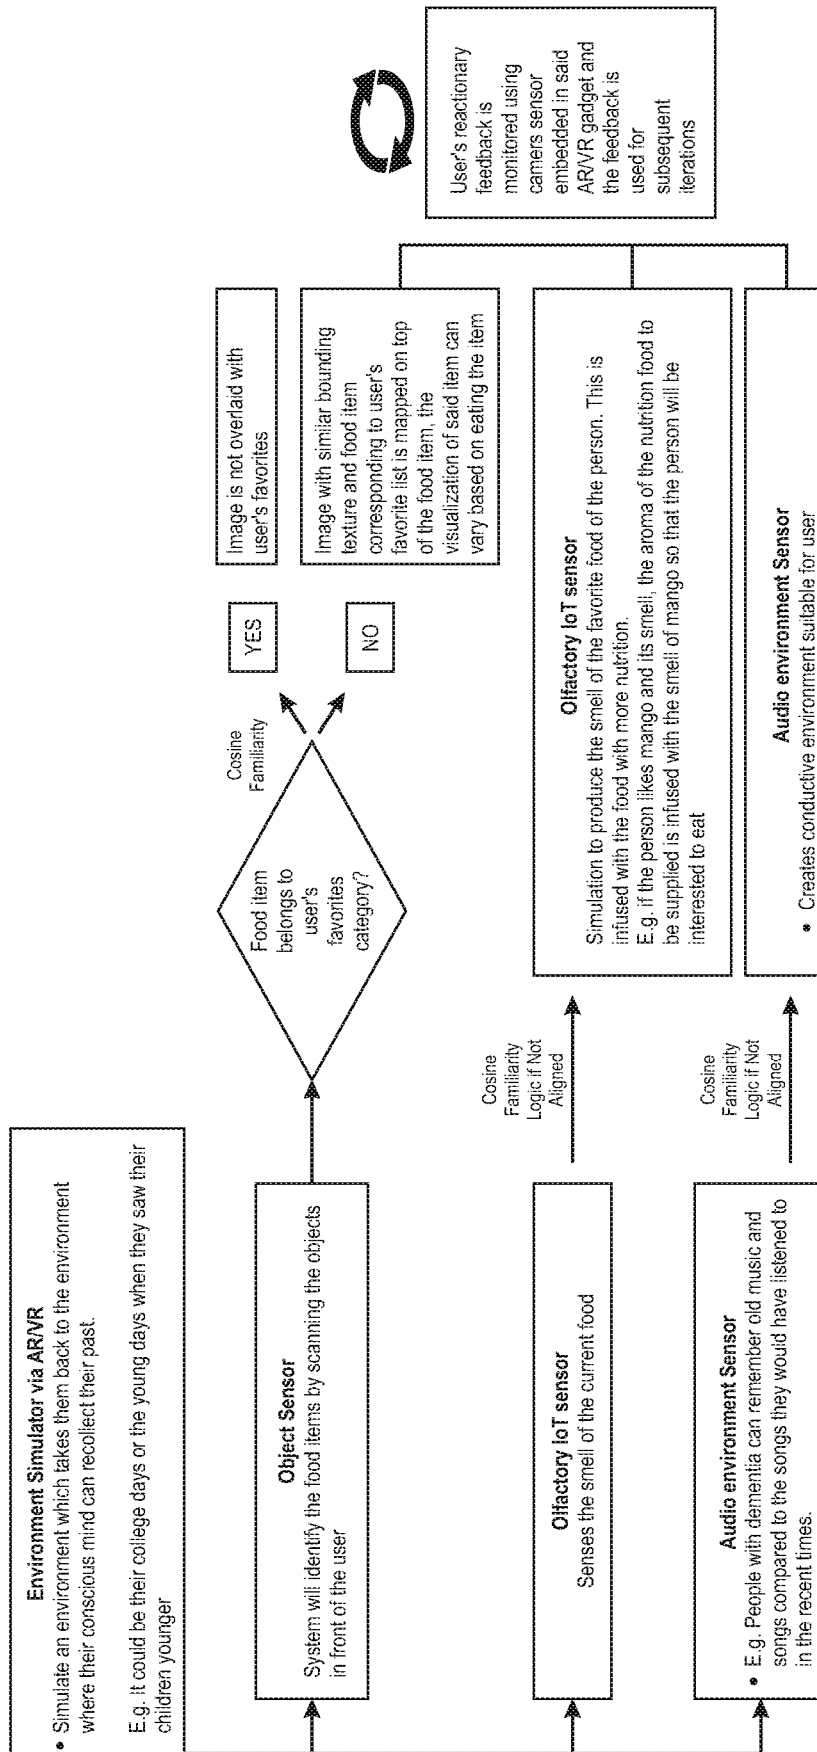 Environment Simulator via AR/VR
• Simulate an environment which takes them back to the environment
where their conscious mind can recollect their past.
E.g. It could be their college days or the young days when they saw their
children younger
Object Sensor
System will identify the food items by scanning the objects
in front of the user
Food item
belongs to
user's
favorites
category?
Cosine
Familiarity
YES
NO
Image is not overlaid with
user's favorites
Image with similar bounding
texture and food item
corresponding to user's
favorite list is mapped on top
of the food item, the
visualization of said item can
vary based on eating the item
Olfactory IoT sensor
Senses the smell of the current food
Cosine
Familiarity
Logic if Not
Aligned
Olfactory IoT sensor
Simulation to produce the smell of the favorite food of the person. This is
infused with the food with more nutrition.
E.g. if the person likes mango and its smell, the aroma of the nutrition food to
be supplied is infused with the smell of mango so that the person will be
interested to eat
Audio environment Sensor
• E.g. People with dementia can remember old music and
songs compared to the songs they would have listened to
in the recent times.
Cosine
Familiarity
Logic if Not
Aligned
Audio environment Sensor
• Creates conductive environment suitable for user
User's reactionary
feedback is
monitored using
camers sensor
embedded in said
AR/VR gadget and
the feedback is
used for
subsequent
iterations